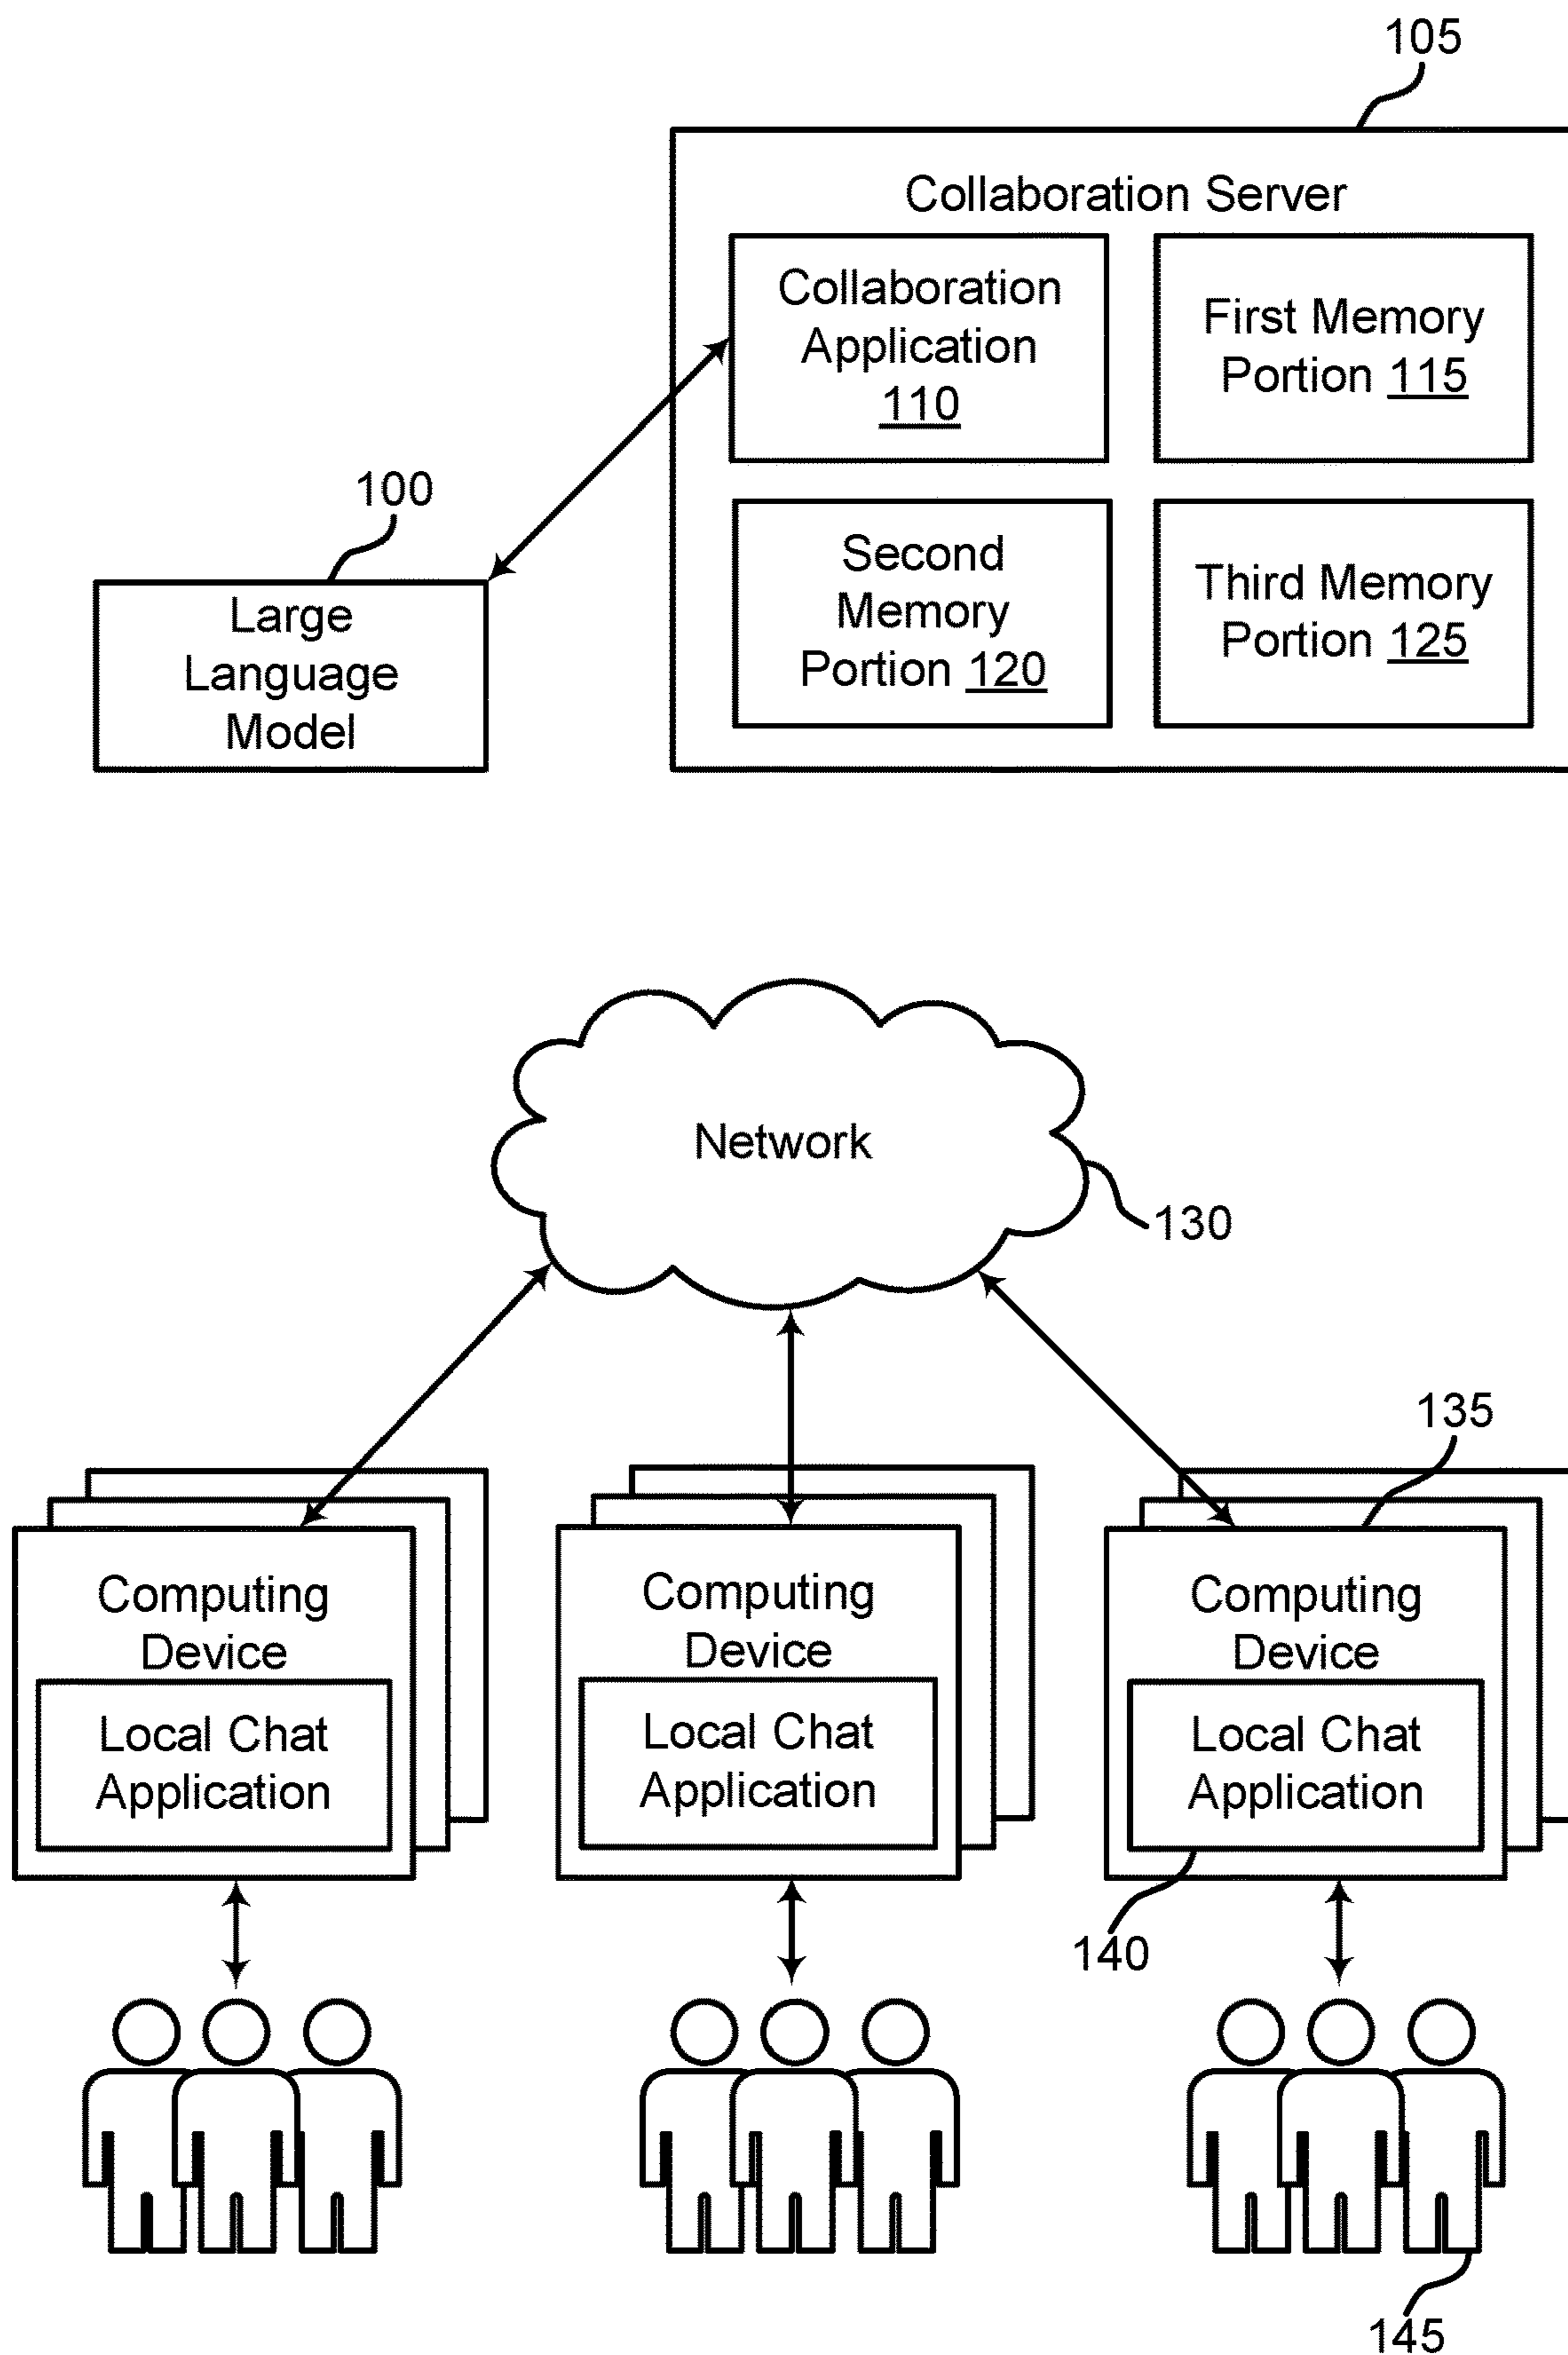 105
Collaboration Server
Collaboration
Application
110
First Memory
Portion 115
100
Second
Memory
Portion 120
Third Memory
Portion 125
Large
Language
Model
Network
130
135
Computing
Device
Local Chat
Application
Computing
Device
Local Chat
Application
Computing
Device
Local Chat
Application
140
145